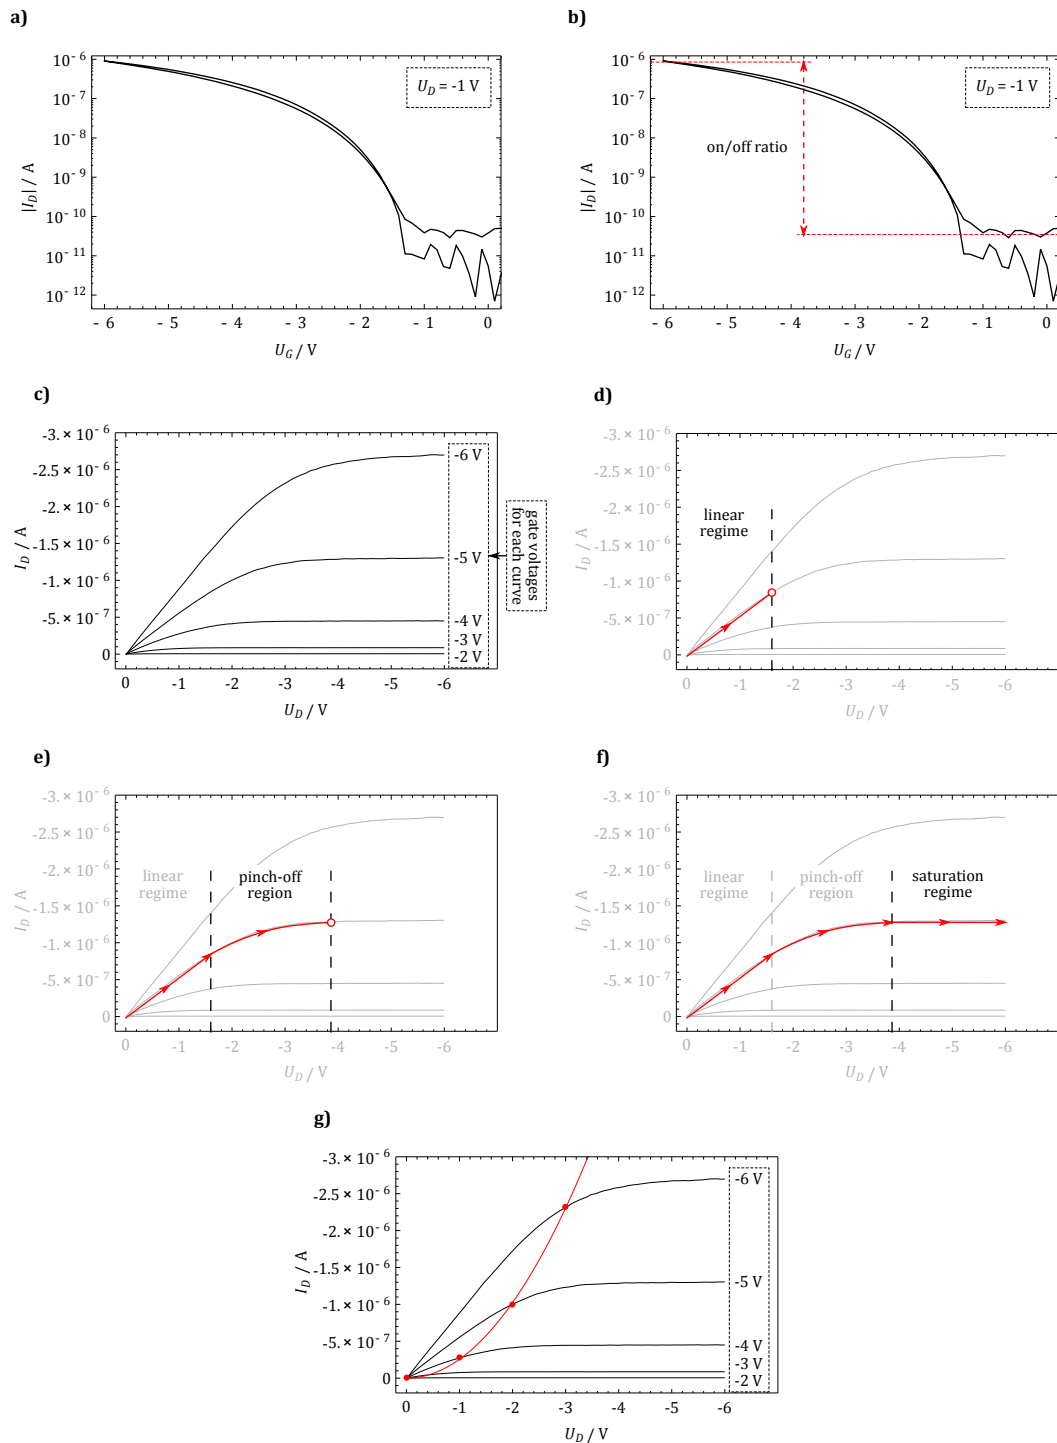 a)
10^-6
10^-7
10^-8
10^-9
10^-10
10^-11
10^-12
|I_D| / A
U_D = -1 V
- 6
- 5
- 4
- 3
- 2
- 1
0
U_G / V
b)
10^-6
10^-7
10^-8
10^-9
10^-10
10^-11
10^-12
|I_D| / A
U_D = -1 V
on/off ratio
- 6
- 5
- 4
- 3
- 2
- 1
0
U_G / V
c)
-3. × 10^-6
-2.5 × 10^-6
-2. × 10^-6
-1.5 × 10^-6
-1. × 10^-6
-5. × 10^-7
0
I_D / A
-6 V
-5 V
-4 V
-3 V
-2 V
gate voltages
for each curve
0
-1
-2
-3
-4
-5
-6
U_D / V
d)
-3. × 10^-6
-2.5 × 10^-6
-2. × 10^-6
-1.5 × 10^-6
-1. × 10^-6
-5. × 10^-7
0
I_D / A
linear
regime
0
-1
-2
-3
-4
-5
-6
U_D / V
e)
-3. × 10^-6
-2.5 × 10^-6
-2. × 10^-6
-1.5 × 10^-6
-1. × 10^-6
-5. × 10^-7
0
I_D / A
linear
regime
pinch-off
region
0
-1
-2
-3
-4
-5
-6
U_D / V
f)
-3. × 10^-6
-2.5 × 10^-6
-2. × 10^-6
-1.5 × 10^-6
-1. × 10^-6
-5. × 10^-7
0
I_D / A
linear
regime
pinch-off
region
saturation
regime
0
-1
-2
-3
-4
-5
-6
U_D / V
g)
-3. × 10^-6
-2.5 × 10^-6
-2. × 10^-6
-1.5 × 10^-6
-1. × 10^-6
-5. × 10^-7
0
I_D / A
-6 V
-5 V
-4 V
-3 V
-2 V
0
-1
-2
-3
-4
-5
-6
U_D / V